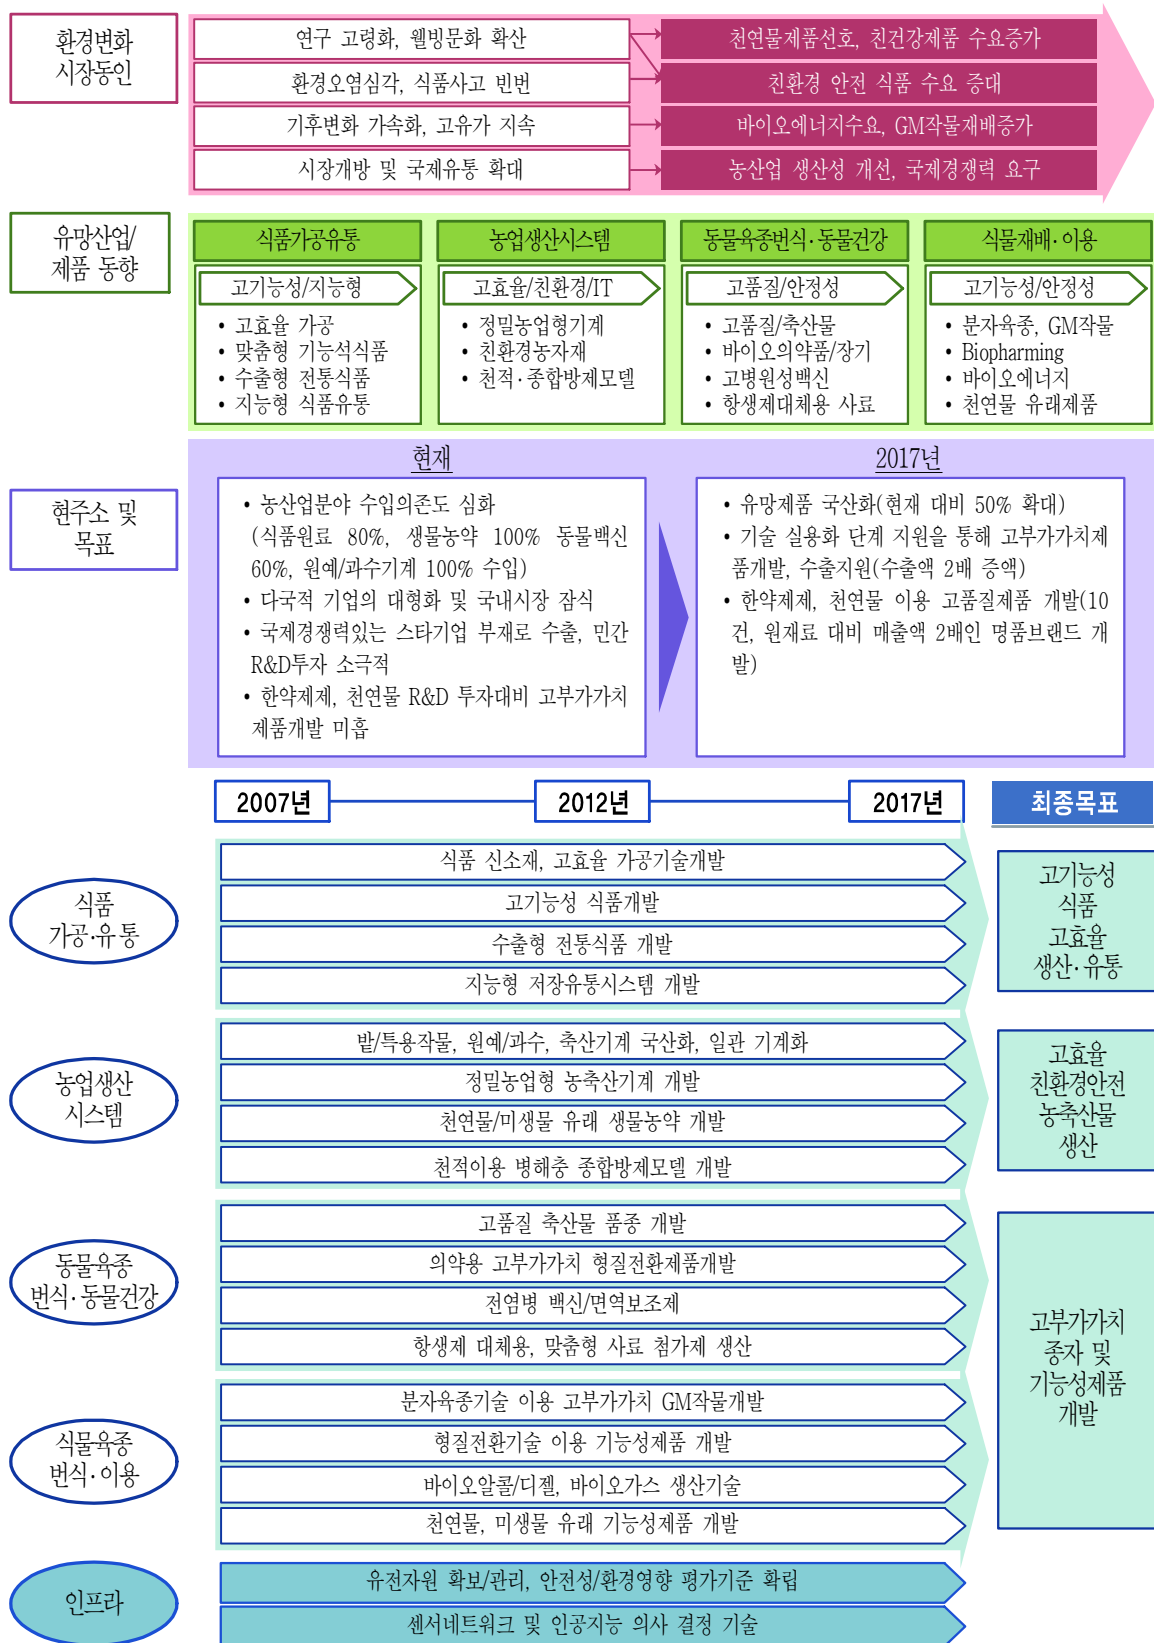 환경변화
시장동인
연구 고령화, 웰빙문화 확산
천연물제품선호, 친건강제품 수요증가
환경오염심각, 식품사고 빈번
친환경 안전 식품 수요 증대
기후변화 가속화, 고유가 지속
바이오에너지수요, GM작물재배증가
시장개방 및 국제유통 확대
농산업 생산성 개선, 국제경쟁력 요구
유망산업/
제품 동향
식품가공유통
고기능성/지능형
• 고효율 가공
• 맞춤형 기능석식품
• 수출형 전통식품
• 지능형 식품유통
농업생산시스템
고효율/친환경/IT
• 정밀농업형기계
• 친환경농자재
• 천적·종합방제모델
동물육종번식·동물건강
고품질/안정성
• 고품질/축산물
• 바이오의약품/장기
• 고병원성백신
• 항생제대체용 사료
식물재배·이용
고기능성/안정성
• 분자육종, GM작물
• Biopharming
• 바이오에너지
• 천연물 유래제품
현주소 및
목표
현재
• 농산업분야 수입의존도 심화
(식품원료 80%, 생물농약 100% 동물백신
60%, 원예/과수기계 100% 수입)
• 다국적 기업의 대형화 및 국내시장 잠식
• 국제경쟁력있는 스타기업 부재로 수출, 민간
R&D투자 소극적
• 한약제제, 천연물 R&D 투자대비 고부가가치
제품개발 미흡
2017년
• 유망제품 국산화(현재 대비 50% 확대)
• 기술 실용화 단계 지원을 통해 고부가가치제
품개발, 수출지원(수출액 2배 증액)
• 한약제제, 천연물 이용 고품질제품 개발(10
건, 원재료 대비 매출액 2배인 명품브랜드 개
발)
2007년
2012년
2017년
최종목표
식품
가공·유통
식품 신소재, 고효율 가공기술개발
고기능성 식품개발
수출형 전통식품 개발
지능형 저장유통시스템 개발
고기능성
식품
고효율
생산·유통
농업생산
시스템
밭/특용작물, 원예/과수, 축산기계 국산화, 일관 기계화
정밀농업형 농축산기계 개발
천연물/미생물 유래 생물농약 개발
천적이용 병해충 종합방제모델 개발
고효율
친환경안전
농축산물
생산
동물육종
번식·동물건강
고품질 축산물 품종 개발
의약용 고부가가치 형질전환제품개발
전염병 백신/면역보조제
항생제 대체용, 맞춤형 사료 첨가제 생산
고부가가치
종자 및
기능성제품
개발
식물육종
번식·이용
분자육종기술 이용 고부가가치 GM작물개발
형질전환기술 이용 기능성제품 개발
바이오알콜/디젤, 바이오가스 생산기술
천연물, 미생물 유래 기능성제품 개발
인프라
유전자원 확보/관리, 안전성/환경영향 평가기준 확립
센서네트워크 및 인공지능 의사 결정 기술